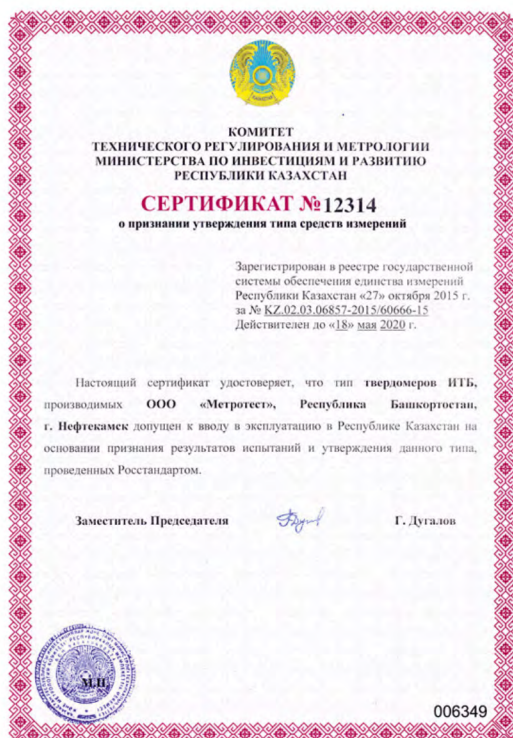 КОМИТЕТ
ТЕХНИЧЕСКОГО РЕГУЛИРОВАНИЯ И МЕТРОЛОГИИ
МИНИСТЕРСТВА ПО ИНВЕСТИЦИЯМ И РАЗВИТИЮ
РЕСПУБЛИКИ КАЗАХСТАН
СЕРТИФИКАТ №12314
о признании утверждения типа средств измерений
Зарегистрирован в реестре государственной
системы обеспечения единства измерений
Республики Казахстан «27» октября 2015 г.
за № KZ.02.03.06857-2015/60666-15
Действителен до «18» мая 2020 г.
Настоящий сертификат удостоверяет, что тип твердомеров ИТБ,
производимых ООО «Метротест», Республика Башкортостан,
г. Нефтекамск допущен к вводу в эксплуатацию в Республике Казахстан на
основании признания результатов испытаний и утверждения данного типа,
проведенных Росстандартом.
Заместитель Председателя Г. Дугалов
М.П.
006349